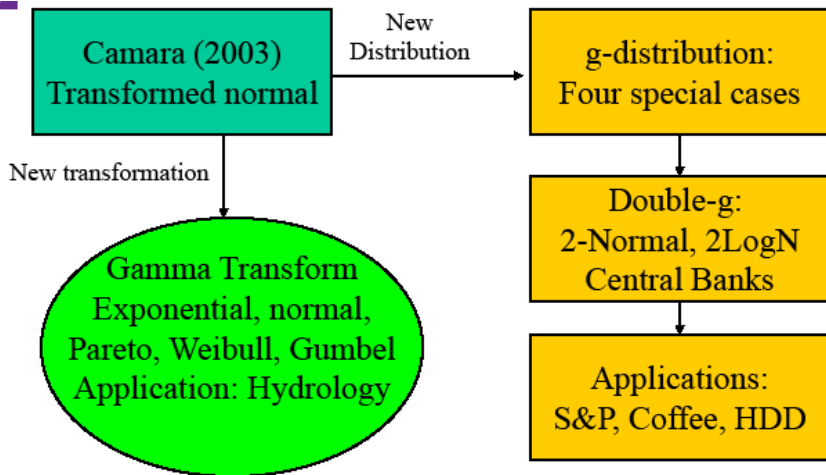 Camara (2003)
Transformed normal
New
Distribution
g-distribution:
Four special cases
New transformation
Double-g:
2-Normal, 2LogN
Central Banks
Gamma Transform
Exponential, normal,
Pareto, Weibull, Gumbel
Application: Hydrology
Applications:
S&P, Coffee, HDD